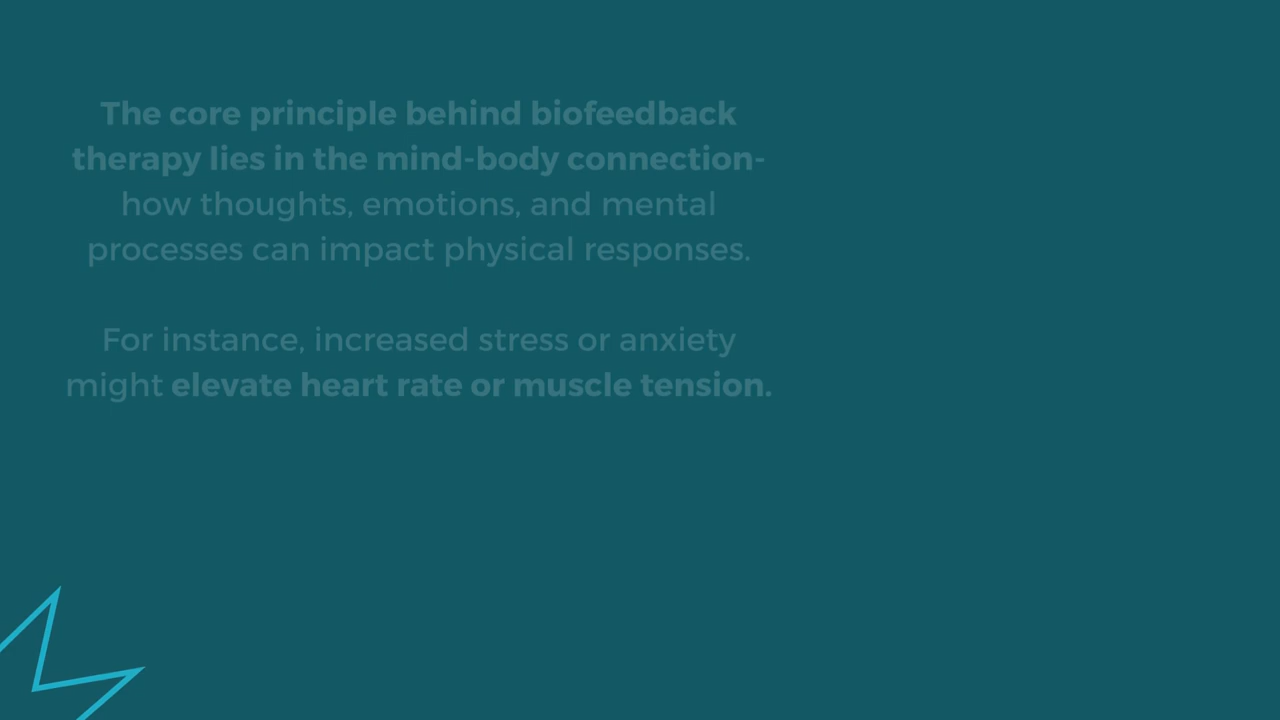 The core principle behind biofeedback
therapy lies in the mind-body connection-
how thoughts, emotions, and mental
processes can impact physical responses.
For instance, increased stress or anxiety
might elevate heart rate or muscle tension.